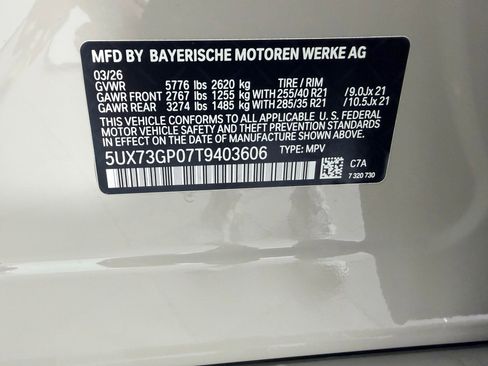 MFD BY BAYERISCHE MOTOREN WERKE AG
03/26
GVWR 5776 lbs 2620 kg TIRE / RIM
GAWR FRONT 2767 lbs 1255 kg WITH 255/40 R21 /9.0Jx 21
GAWR REAR 3274 lbs 1485 kg WITH 285/35 R21 /10.5Jx 21
THIS VEHICLE CONFORMS TO ALL APPLICABLE FEDERAL MOTOR
VEHICLE SAFETY BUMPER, AND THEFT PREVENTION STANDARDS
IN EFFECT ON THE DATE OF MANUFACTURE SHOWN ABOVE.
5UX73GP07T9403606 TYPE: MPV
C7A
7 320 730